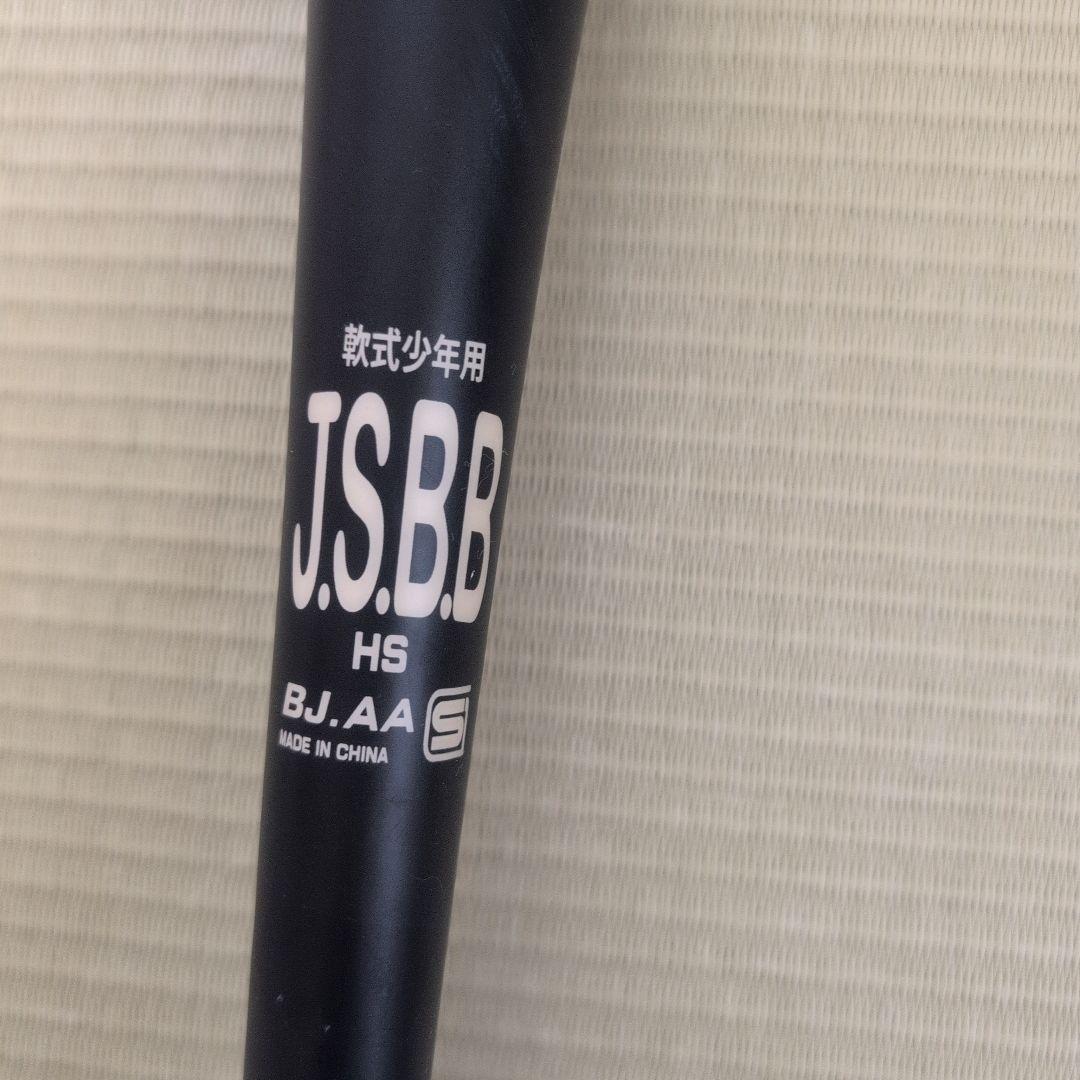 軟式少年用
J.S.B.B
HS
BJ.AA S
MADE IN CHINA